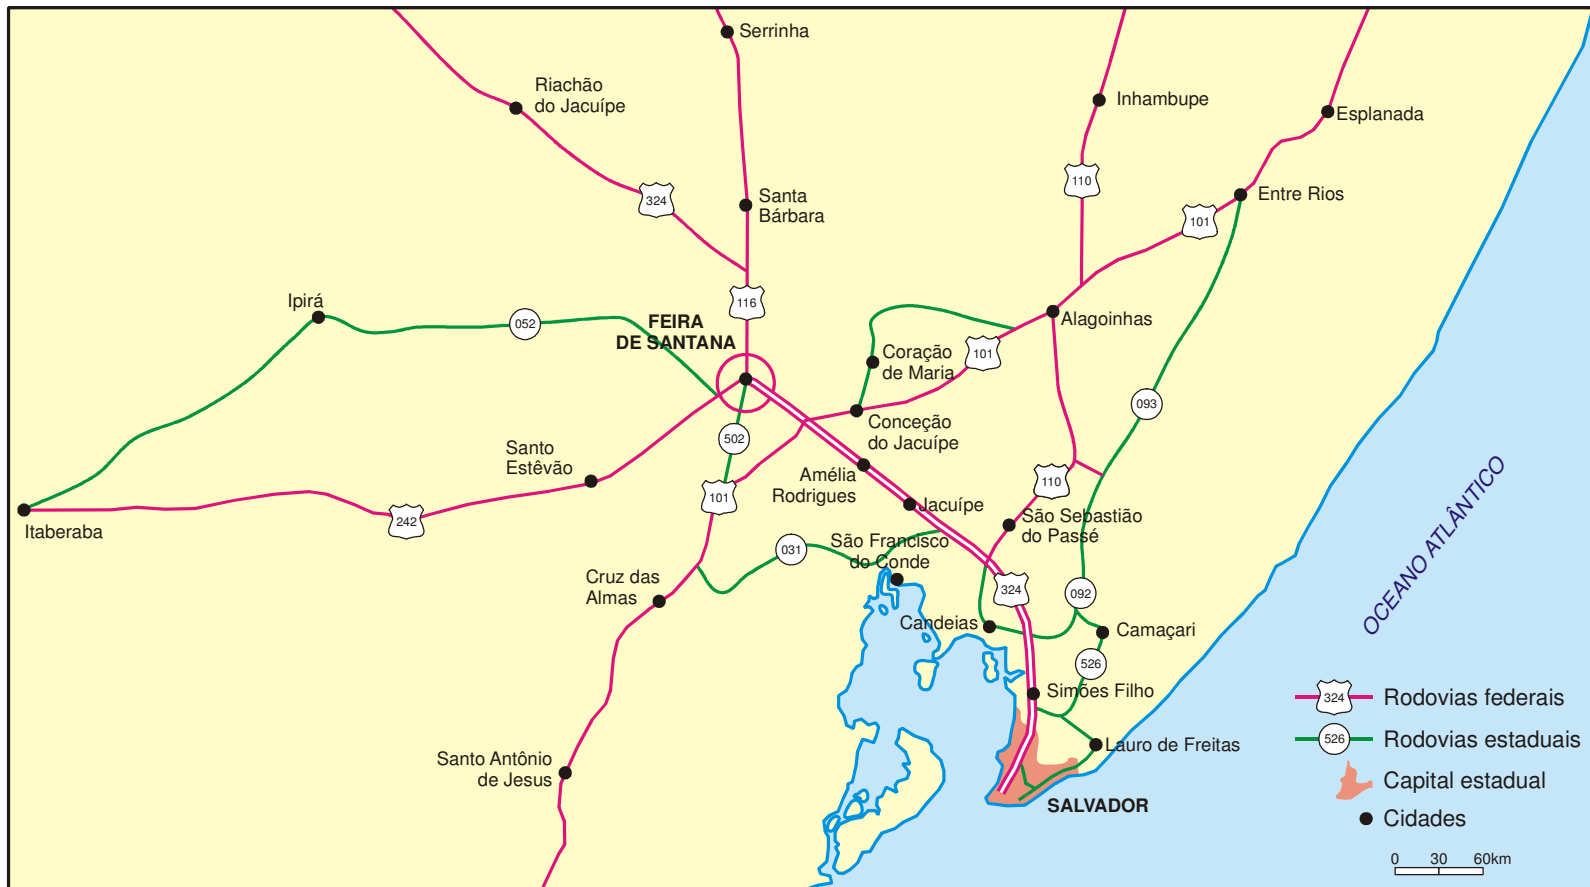 Serrinha
Riachão
do Jacuípe
Inhambupe
Esplanada
110
324
Santa
Bárbara
Entre Rios
101
Ipirá
116
052
FEIRA
DE SANTANA
Alagoinhas
101
Coração
de Maria
093
Conceção
do Jacuípe
502
Santo
Estêvão
Amélia
Rodrigues
110
101
Jacuípe
242
Itaberaba
São Sebastião
do Passé
031
São Francisco
do Conde
Cruz das
Almas
324
092
Candeias
Camaçari
526
Simões Filho
Lauro de Freitas
Santo Antônio
de Jesus
SALVADOR
OCEANO ATLÂNTICO
324 Rodovias federais
526 Rodovias estaduais
Capital estadual
Cidades
0 30 60km